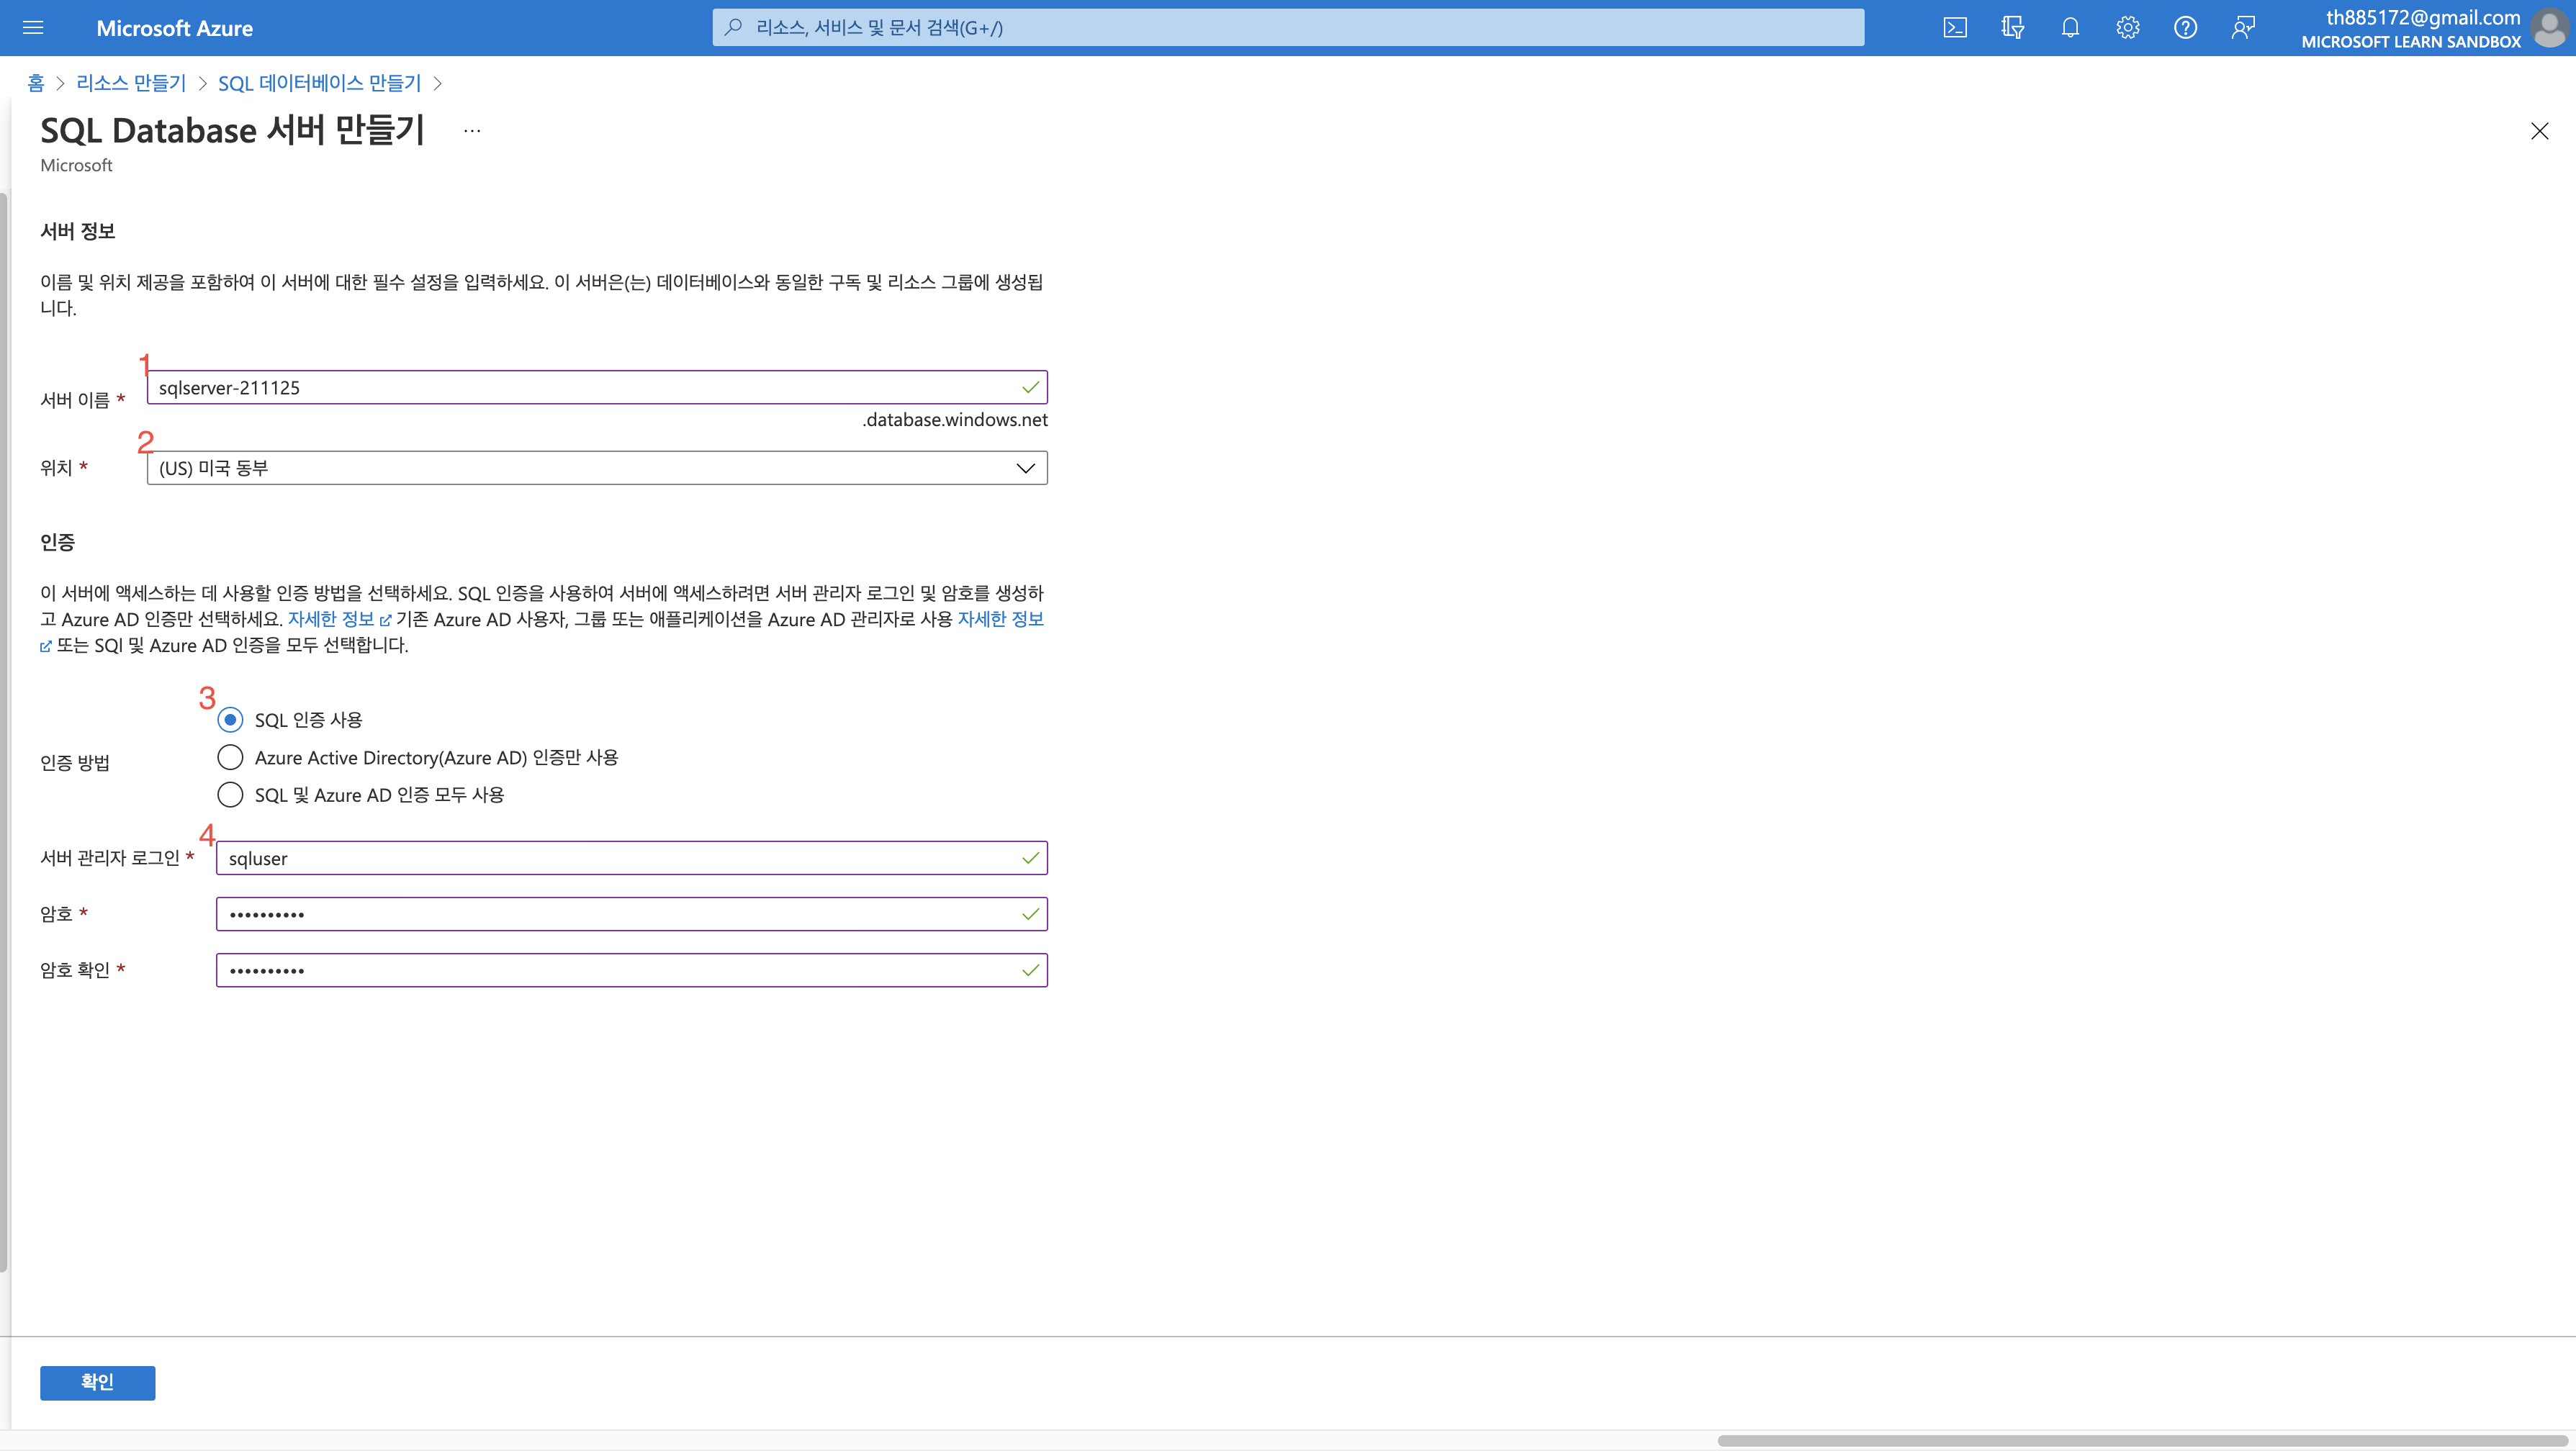 Microsoft Azure
리소스, 서비스 및 문서 검색(G+/)
th885172@gmail.com
MICROSOFT LEARN SANDBOX
홈 > 리소스 만들기 > SQL 데이터베이스 만들기 >
SQL Database 서버 만들기 ...
Microsoft
서버 정보
이름 및 위치 제공을 포함하여 이 서버에 대한 필수 설정을 입력하세요. 이 서버은(는) 데이터베이스와 동일한 구독 및 리소스 그룹에 생성됩
니다.
1
서버 이름 * sqlserver-211125
.database.windows.net
2
위치 * (US) 미국 동부
인증
이 서버에 액세스하는 데 사용할 인증 방법을 선택하세요. SQL 인증을 사용하여 서버에 액세스하려면 서버 관리자 로그인 및 암호를 생성하
고 Azure AD 인증만 선택하세요. 자세한 정보 기존 Azure AD 사용자, 그룹 또는 애플리케이션을 Azure AD 관리자로 사용 자세한 정보
또는 SQl 및 Azure AD 인증을 모두 선택합니다.
3
SQL 인증 사용
인증 방법
Azure Active Directory(Azure AD) 인증만 사용
SQL 및 Azure AD 인증 모두 사용
4
서버 관리자 로그인 * sqluser
암호 * ••••••••••
암호 확인 * ••••••••••
확인